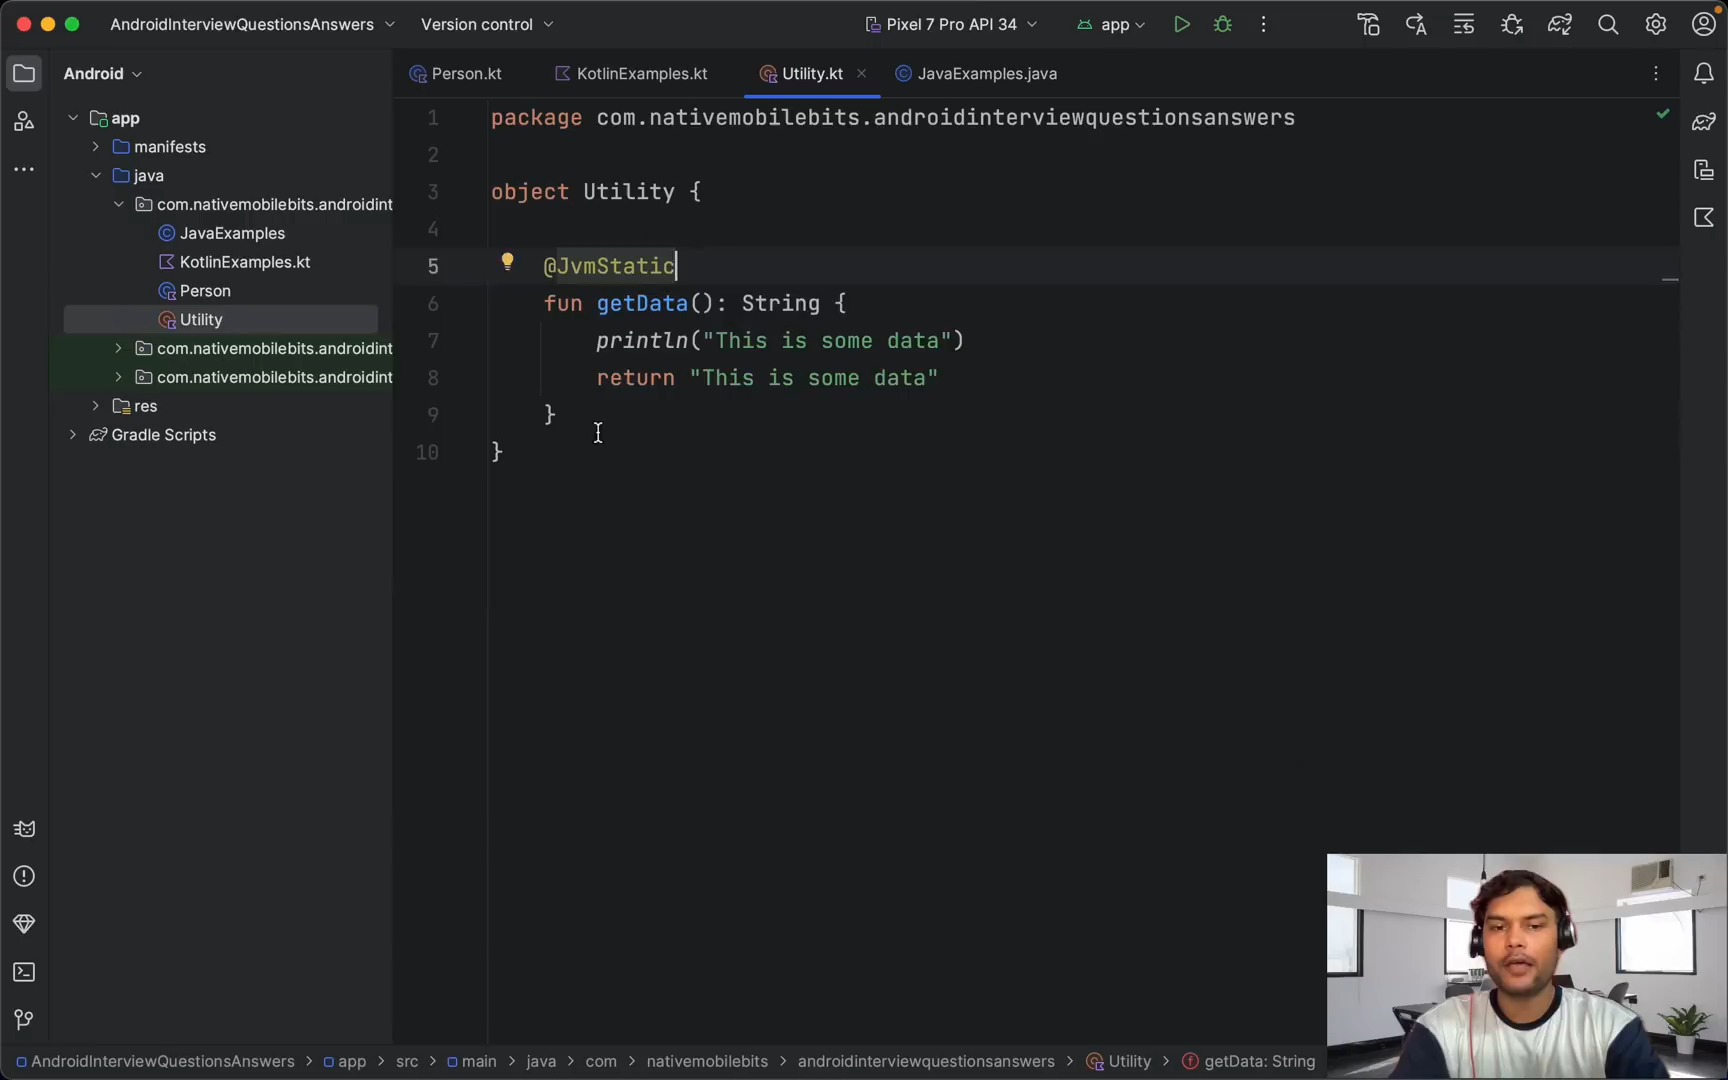 AndroidInterviewQuestionsAnswers
Version control
Pixel 7 Pro API 34
app
Android
Person.kt
KotlinExamples.kt
Utility.kt
JavaExamples.java
app
manifests
java
com.nativemobilebits.androidint
JavaExamples
KotlinExamples.kt
Person
Utility
com.nativemobilebits.androidint
com.nativemobilebits.androidint
res
Gradle Scripts
1 package com.nativemobilebits.androidinterviewquestionsanswers
2
3 object Utility {
4
5 @JvmStatic
6 fun getData(): String {
7 println("This is some data")
8 return "This is some data"
9 }
10 }
AndroidInterviewQuestionsAnswers > app > src > main > java > com > nativemobilebits > androidinterviewquestionsanswers > Utility > getData: String